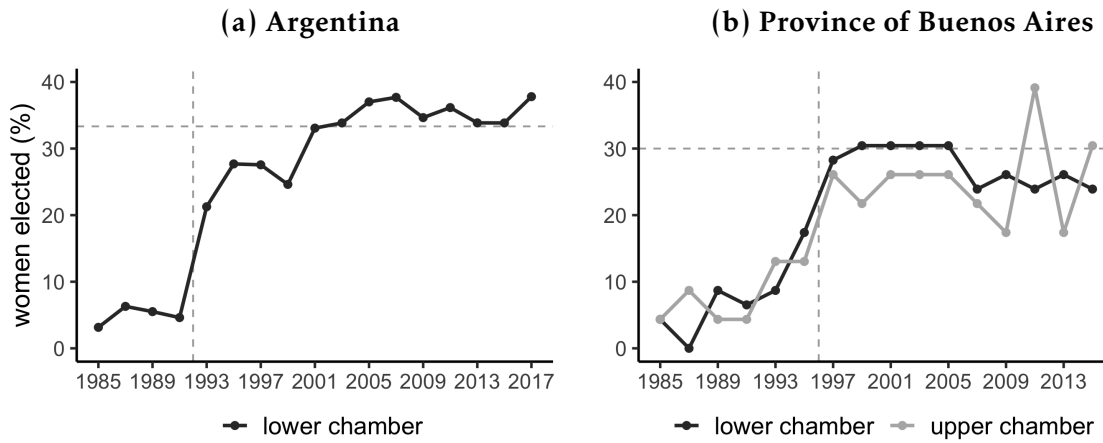 (a) Argentina
(b) Province of Buenos Aires
women elected (%)
40
30
20
10
0
1985 1989 1993 1997 2001 2005 2009 2013 2017
lower chamber
40
30
20
10
0
1985 1989 1993 1997 2001 2005 2009 2013
lower chamber upper chamber